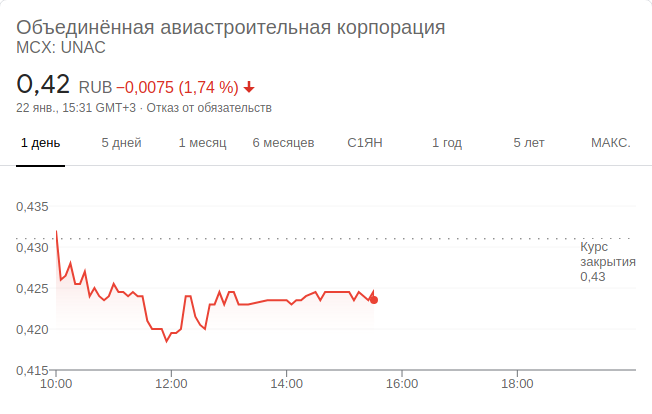 Объединённая авиастроительная корпорация
MCX: UNAC
0,42 RUB −0,0075 (1,74 %)
22 янв., 15:31 GMT+3 · Отказ от обязательств
1 день 5 дней 1 месяц 6 месяцев С1ЯН 1 год 5 лет МАКС.
0,435
0,430
Курс
закрытия
0,43
0,425
0,420
0,415
10:00 12:00 14:00 16:00 18:00